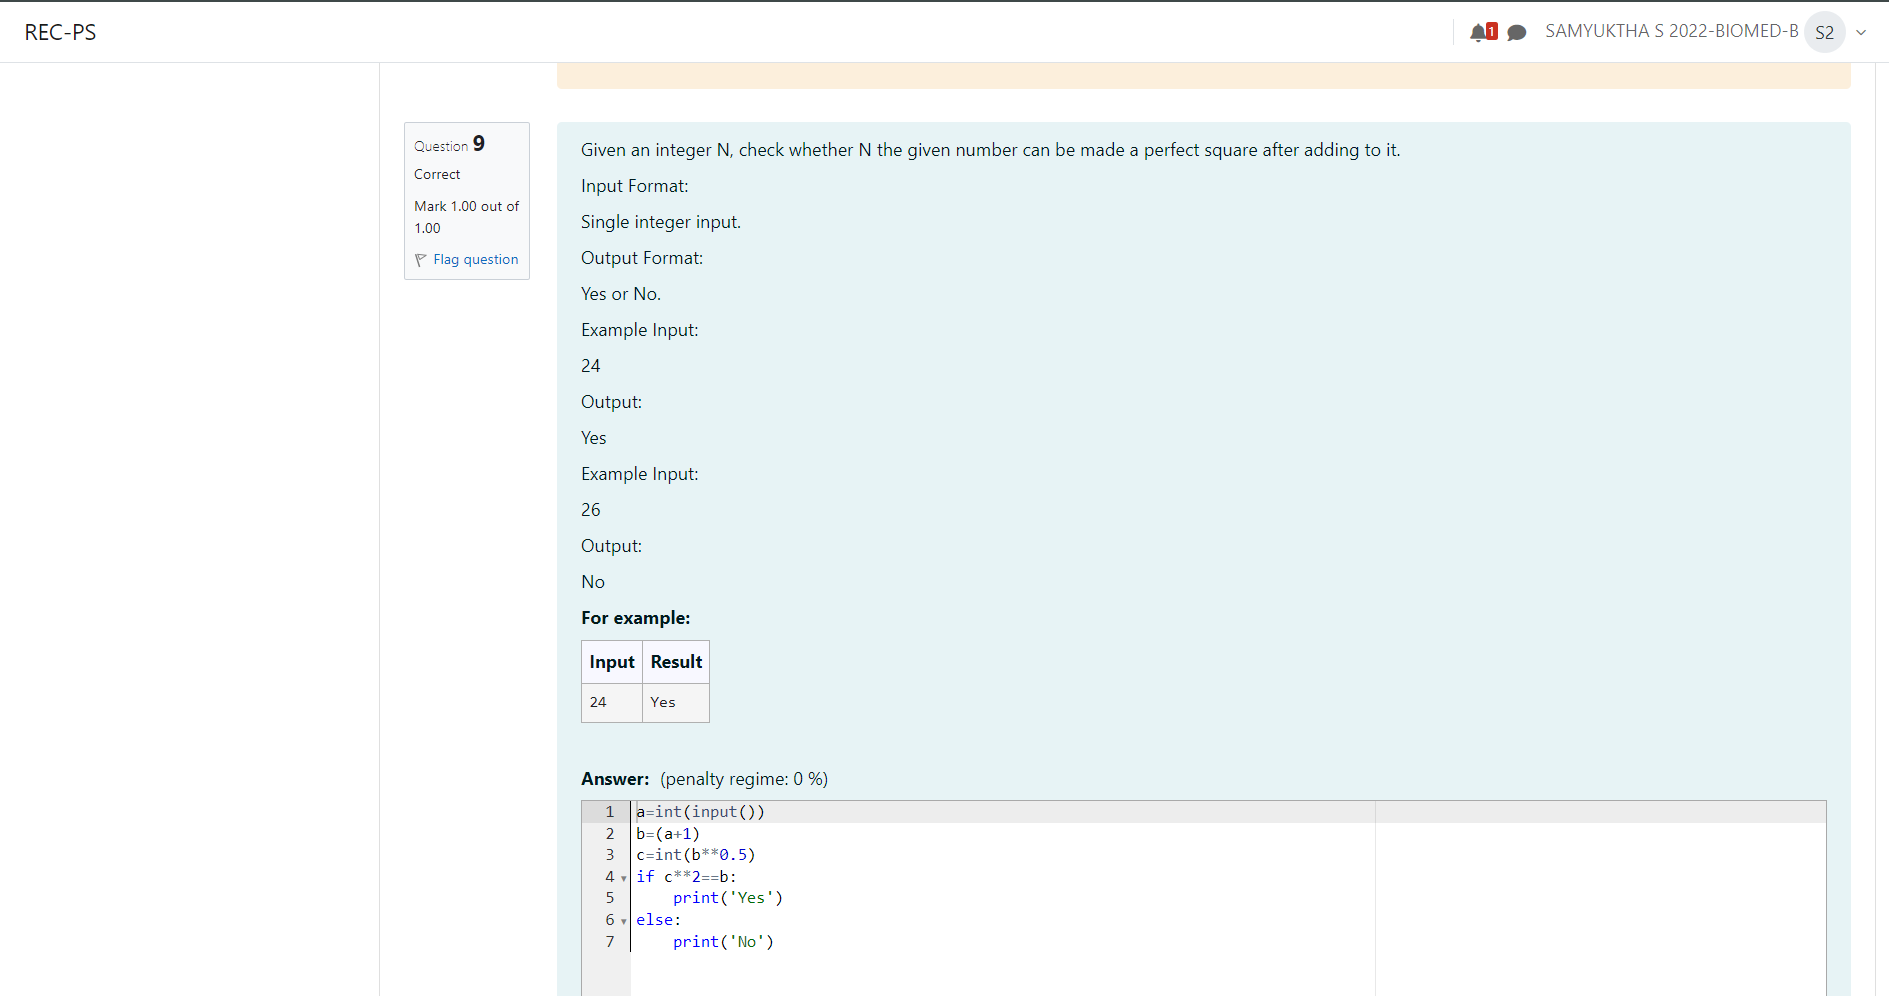 REC-PS
1
SAMYUKTHA S 2022-BIOMED-B
S2
Question 9
Correct
Mark 1.00 out of
1.00
Flag question
Given an integer N, check whether N the given number can be made a perfect square after adding to it.
Input Format:
Single integer input.
Output Format:
Yes or No.
Example Input:
24
Output:
Yes
Example Input:
26
Output:
No
For example:
Input Result
24 Yes
Answer: (penalty regime: 0 %)
1 a=int(input())
2 b=(a+1)
3 c=int(b**0.5)
4 if c**2==b:
5     print('Yes')
6 else:
7     print('No')